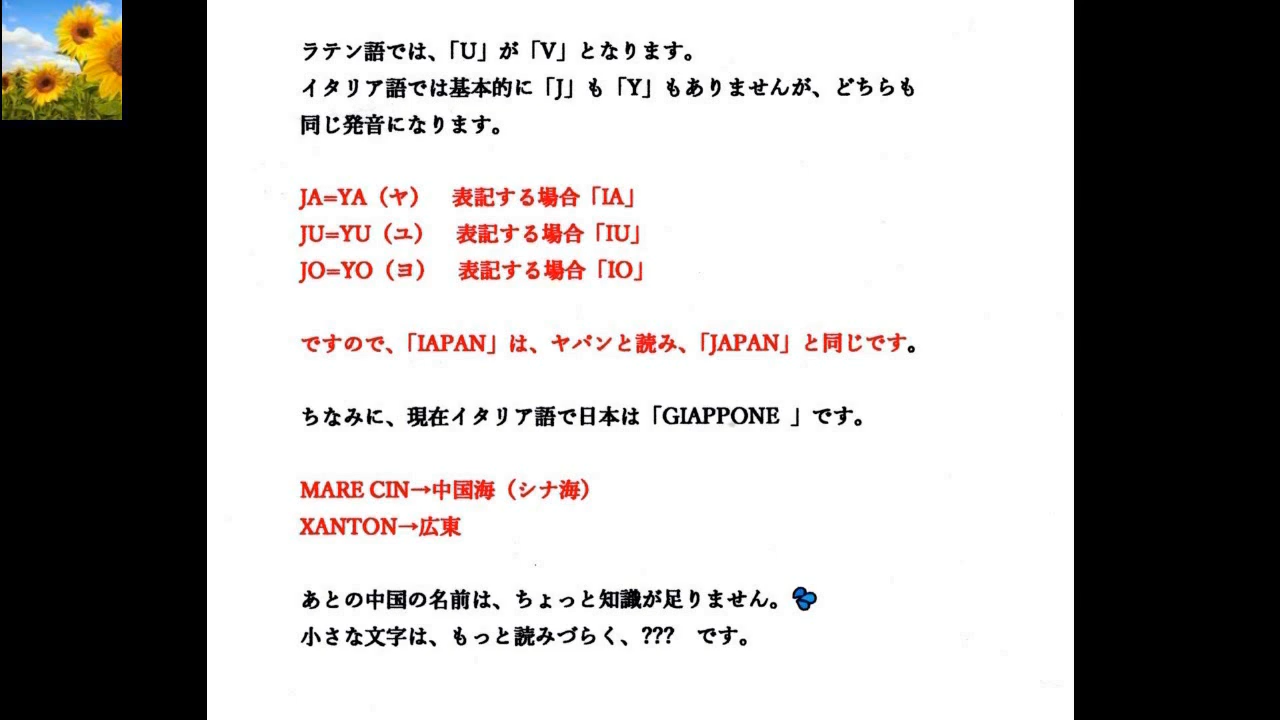 ラテン語では、「U」が「V」となります。
イタリア語では基本的に「J」も「Y」もありませんが、どちらも
同じ発音になります。
JA=YA（ヤ）　表記する場合「IA」
JU=YU（ユ）　表記する場合「IU」
JO=YO（ヨ）　表記する場合「IO」
ですので、「IAPAN」は、ヤパンと読み、「JAPAN」と同じです。
ちなみに、現在イタリア語で日本は「GIAPPONE 」です。
MARE CIN→中国海（シナ海）
XANTON→広東
あとの中国の名前は、ちょっと知識が足りません。💦
小さな文字は、もっと読みづらく、???　です。